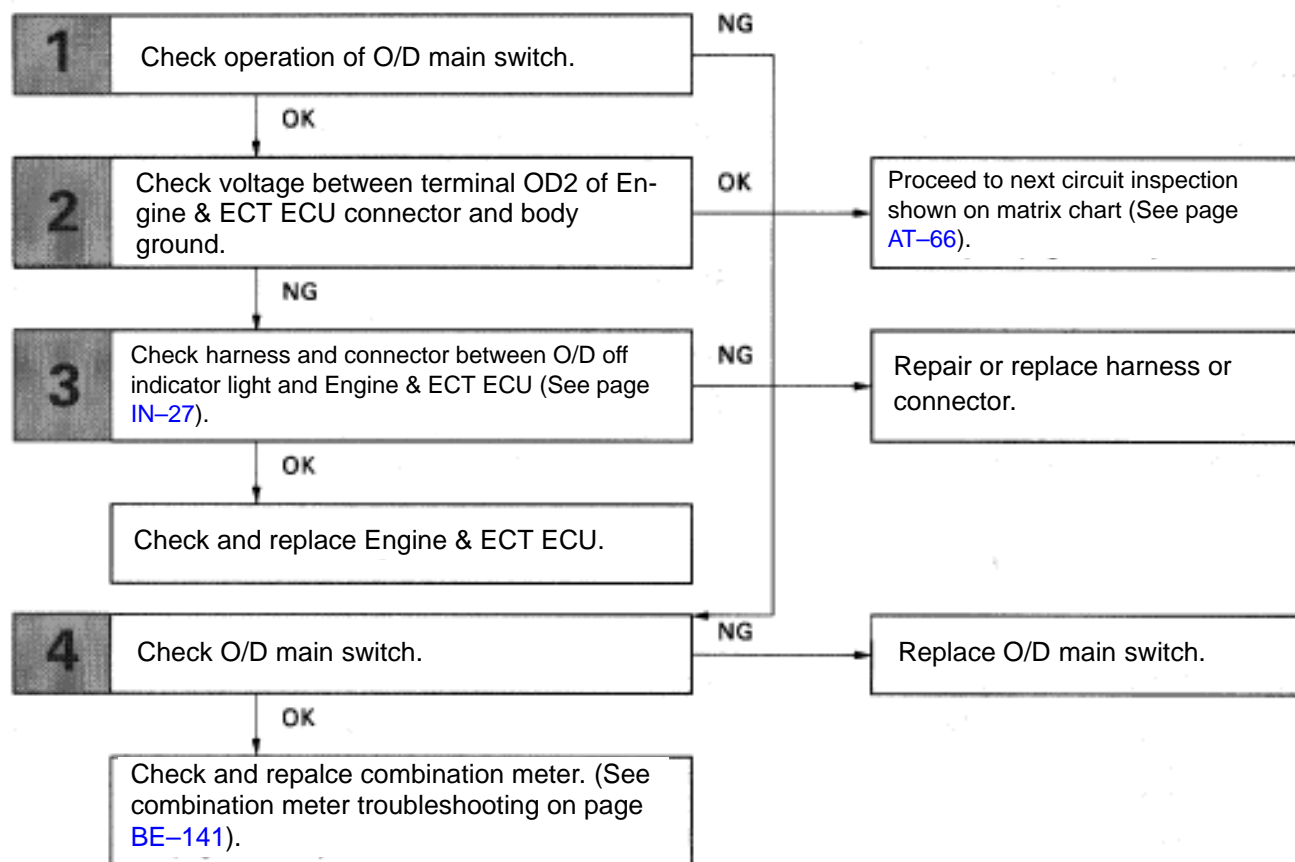 1
Check operation of O/D main switch.
NG
OK
2
Check voltage between terminal OD2 of En-
gine & ECT ECU connector and body
ground.
OK
Proceed to next circuit inspection
shown on matrix chart (See page
AT–66).
NG
3
Check harness and connector between O/D off
indicator light and Engine & ECT ECU (See page
IN–27).
NG
Repair or replace harness or
connector.
OK
Check and replace Engine & ECT ECU.
4
Check O/D main switch.
NG
Replace O/D main switch.
OK
Check and repalce combination meter. (See
combination meter troubleshooting on page
BE–141).